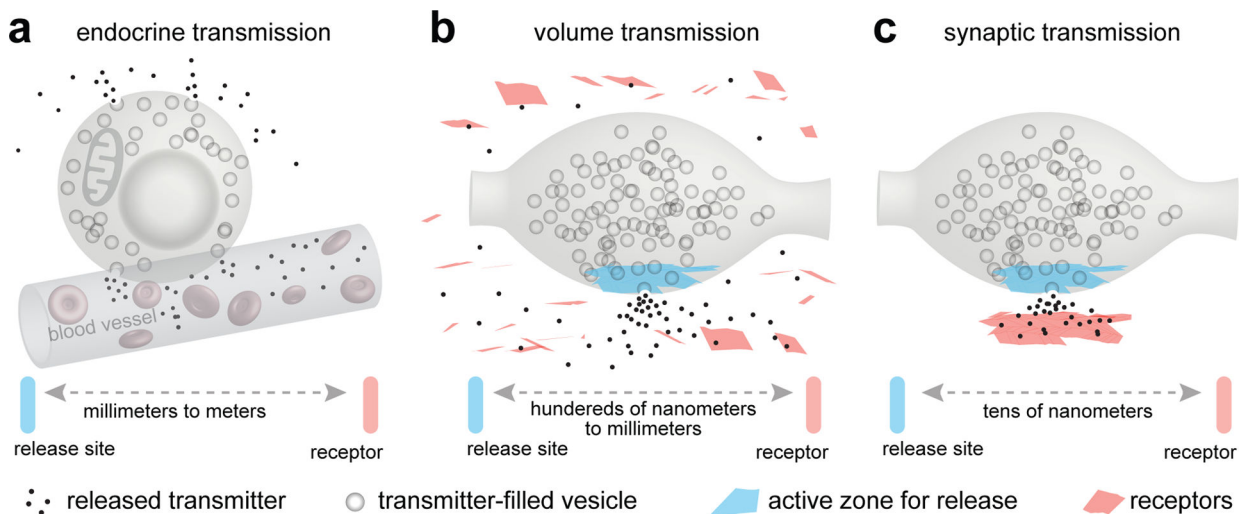 a endocrine transmission
b volume transmission
c synaptic transmission
blood vessel
millimeters to meters
release site
receptor
hundereds of nanometers
to millimeters
release site
receptor
tens of nanometers
release site
receptor
released transmitter
transmitter-filled vesicle
active zone for release
receptors